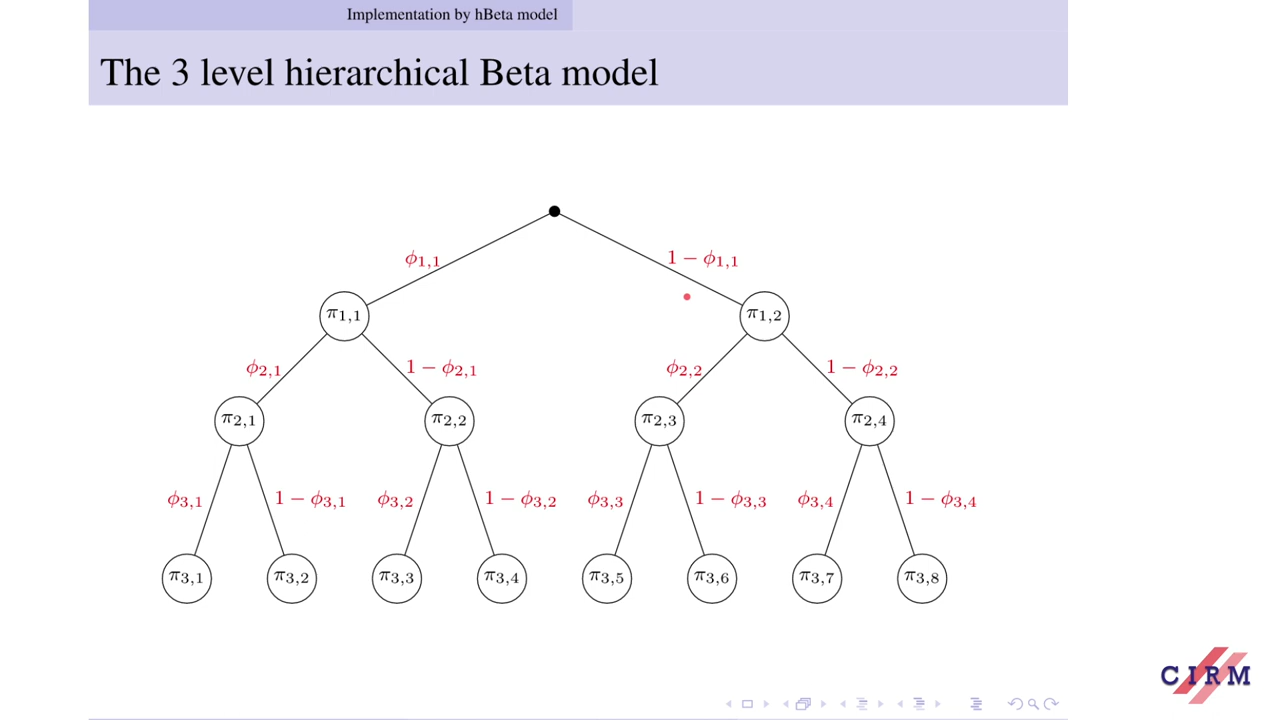 Implementation by hBeta model
The 3 level hierarchical Beta model
ϕ1,1 1 − ϕ1,1
π1,1 π1,2
ϕ2,1 1 − ϕ2,1 ϕ2,2 1 − ϕ2,2
π2,1 π2,2 π2,3 π2,4
ϕ3,1 1 − ϕ3,1 ϕ3,2 1 − ϕ3,2 ϕ3,3 1 − ϕ3,3 ϕ3,4 1 − ϕ3,4
π3,1 π3,2 π3,3 π3,4 π3,5 π3,6 π3,7 π3,8
CIRM